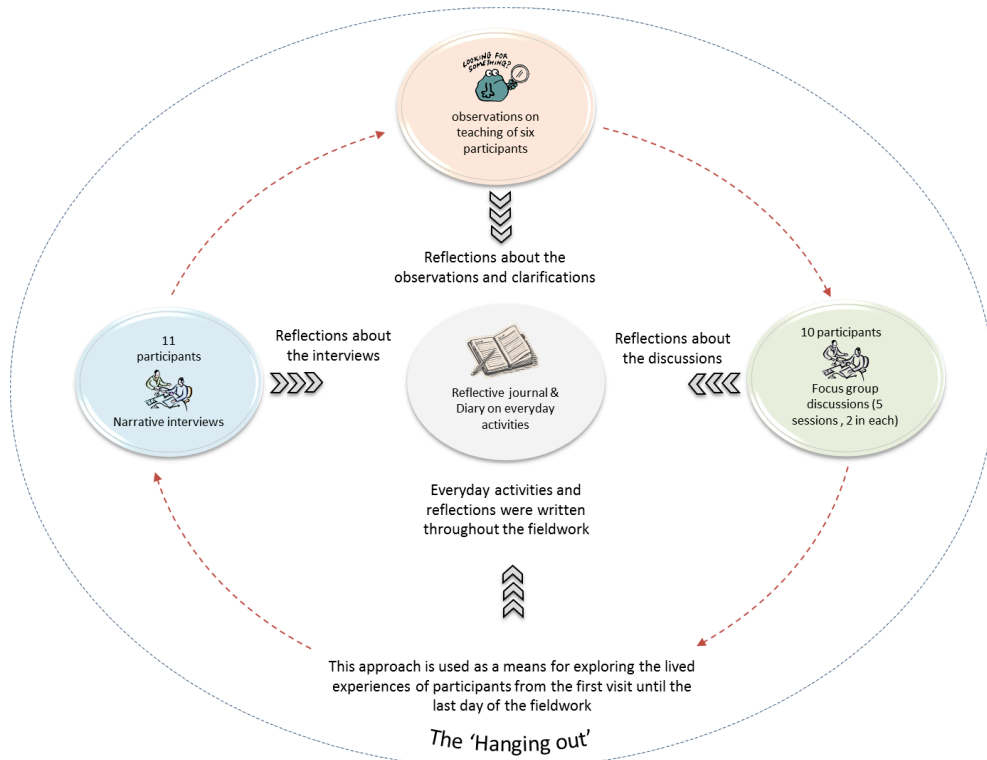 LOOKING FOR
SOMETHING?
observations on
teaching of six
participants
Reflections about the
observations and clarifications
11
participants
Narrative interviews
Reflections about
the interviews
Reflective journal &
Diary on everyday
activities
Reflections about
the discussions
10 participants
Focus group
discussions (5
sessions , 2 in each)
Everyday activities and
reflections were written
throughout the fieldwork
This approach is used as a means for exploring the lived
experiences of participants from the first visit until the
last day of the fieldwork
The ‘Hanging out’